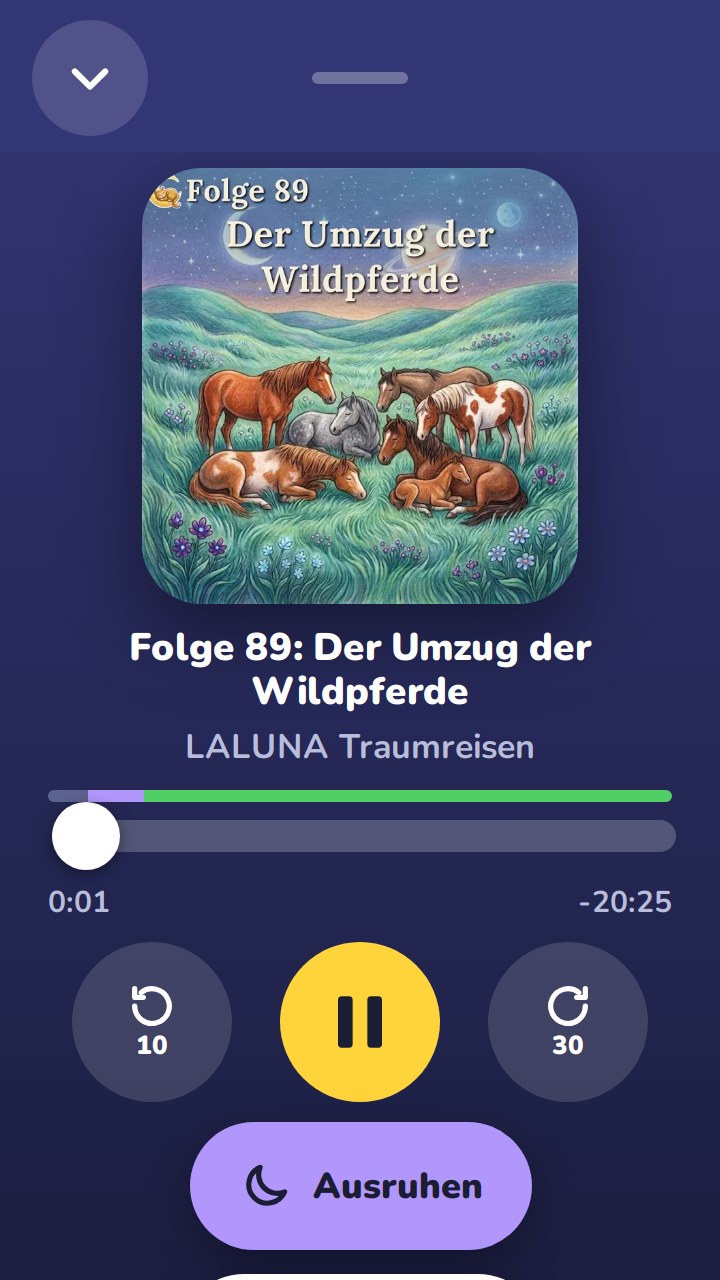 Folge 89
Der Umzug der
Wildpferde
Folge 89: Der Umzug der
Wildpferde
LALUNA Traumreisen
0:01
-20:25
10
30
Ausruhen